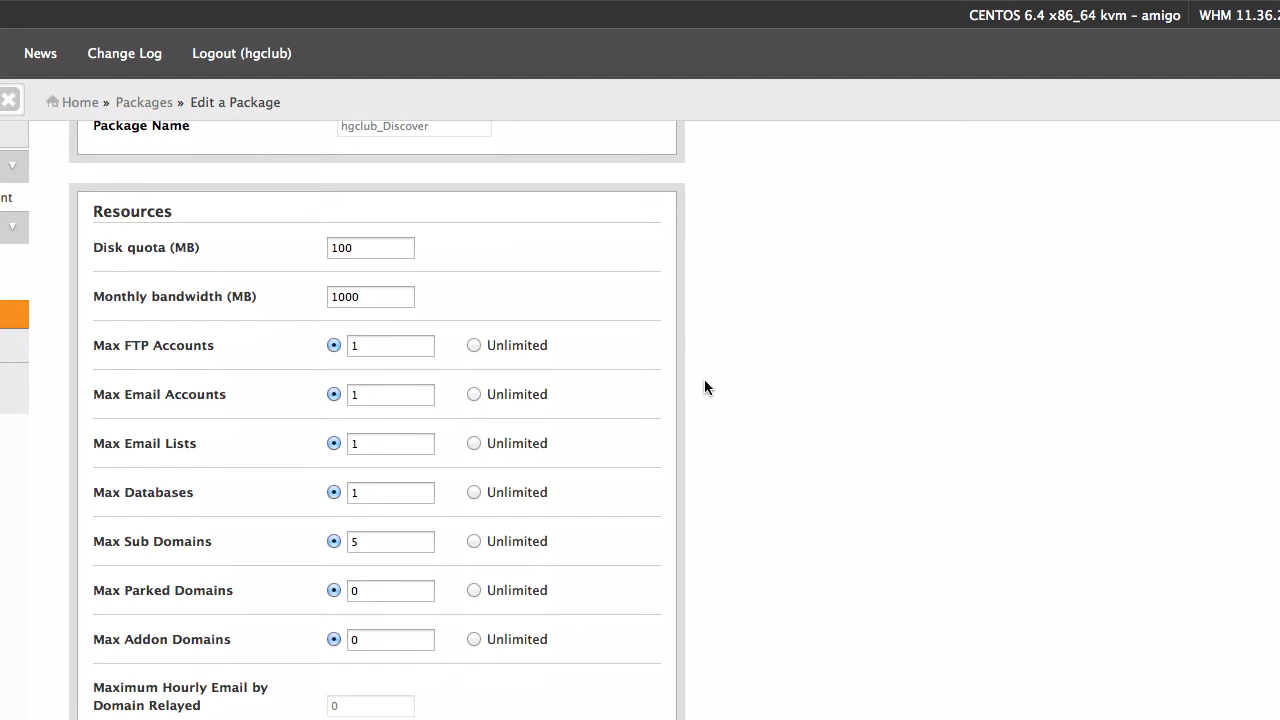 CENTOS 6.4 x86_64 kvm – amigo WHM 11.36.
News Change Log Logout (hgclub)
Home » Packages » Edit a Package
Package Name hgclub_Discover
nt
Resources
Disk quota (MB) 100
Monthly bandwidth (MB) 1000
Max FTP Accounts 1 Unlimited
Max Email Accounts 1 Unlimited
Max Email Lists 1 Unlimited
Max Databases 1 Unlimited
Max Sub Domains 5 Unlimited
Max Parked Domains 0 Unlimited
Max Addon Domains 0 Unlimited
Maximum Hourly Email by
Domain Relayed 0